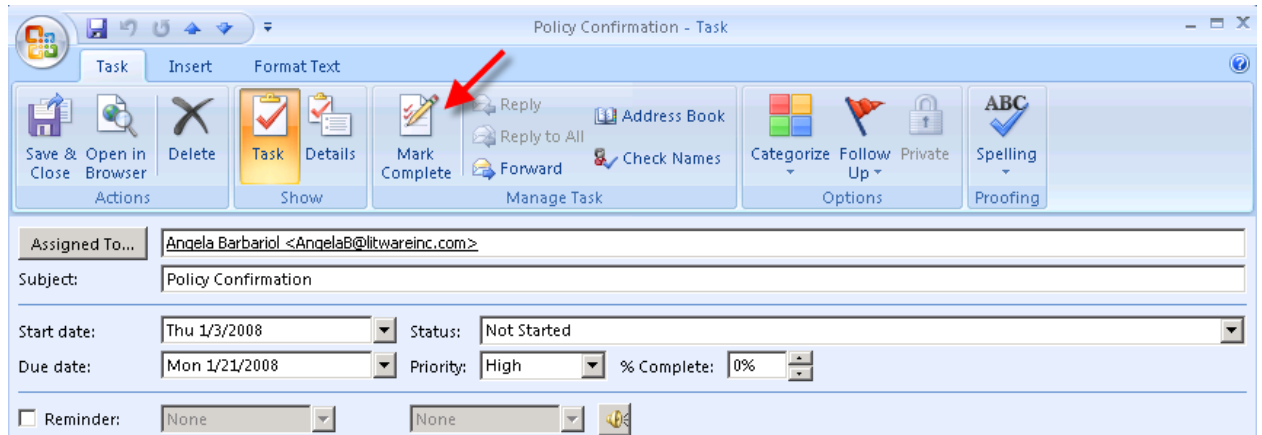 Policy Confirmation - Task
Task Insert Format Text
Save & Close
Open in Browser
Delete
Actions
Task
Details
Show
Mark Complete
Reply
Reply to All
Forward
Address Book
Check Names
Manage Task
Categorize
Follow Up
Private
Options
ABC
Spelling
Proofing
Assigned To... Angela Barbariol <AngelaB@litwareinc.com>
Subject: Policy Confirmation
Start date: Thu 1/3/2008 Status: Not Started
Due date: Mon 1/21/2008 Priority: High % Complete: 0%
Reminder: None None